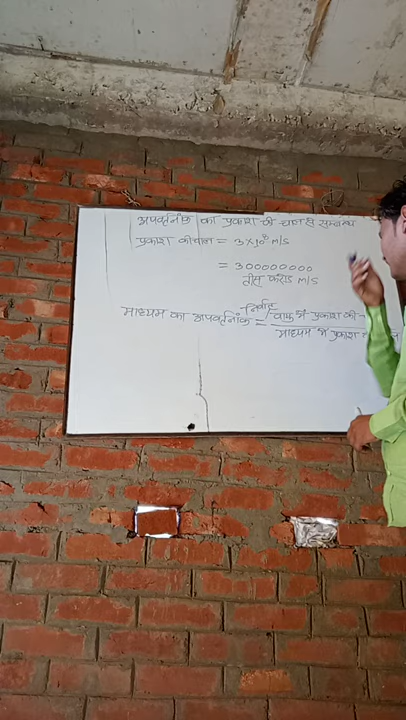 अपवर्तनांक का प्रकाश की चाल से सम्बन्ध
प्रकाश की चाल = 3×10⁸ m/s
= 300000000
तीस करोड़ m/s
निर्वात
माध्यम का अपवर्तनांक = / वायु में प्रकाश की
माध्यम में प्रकाश